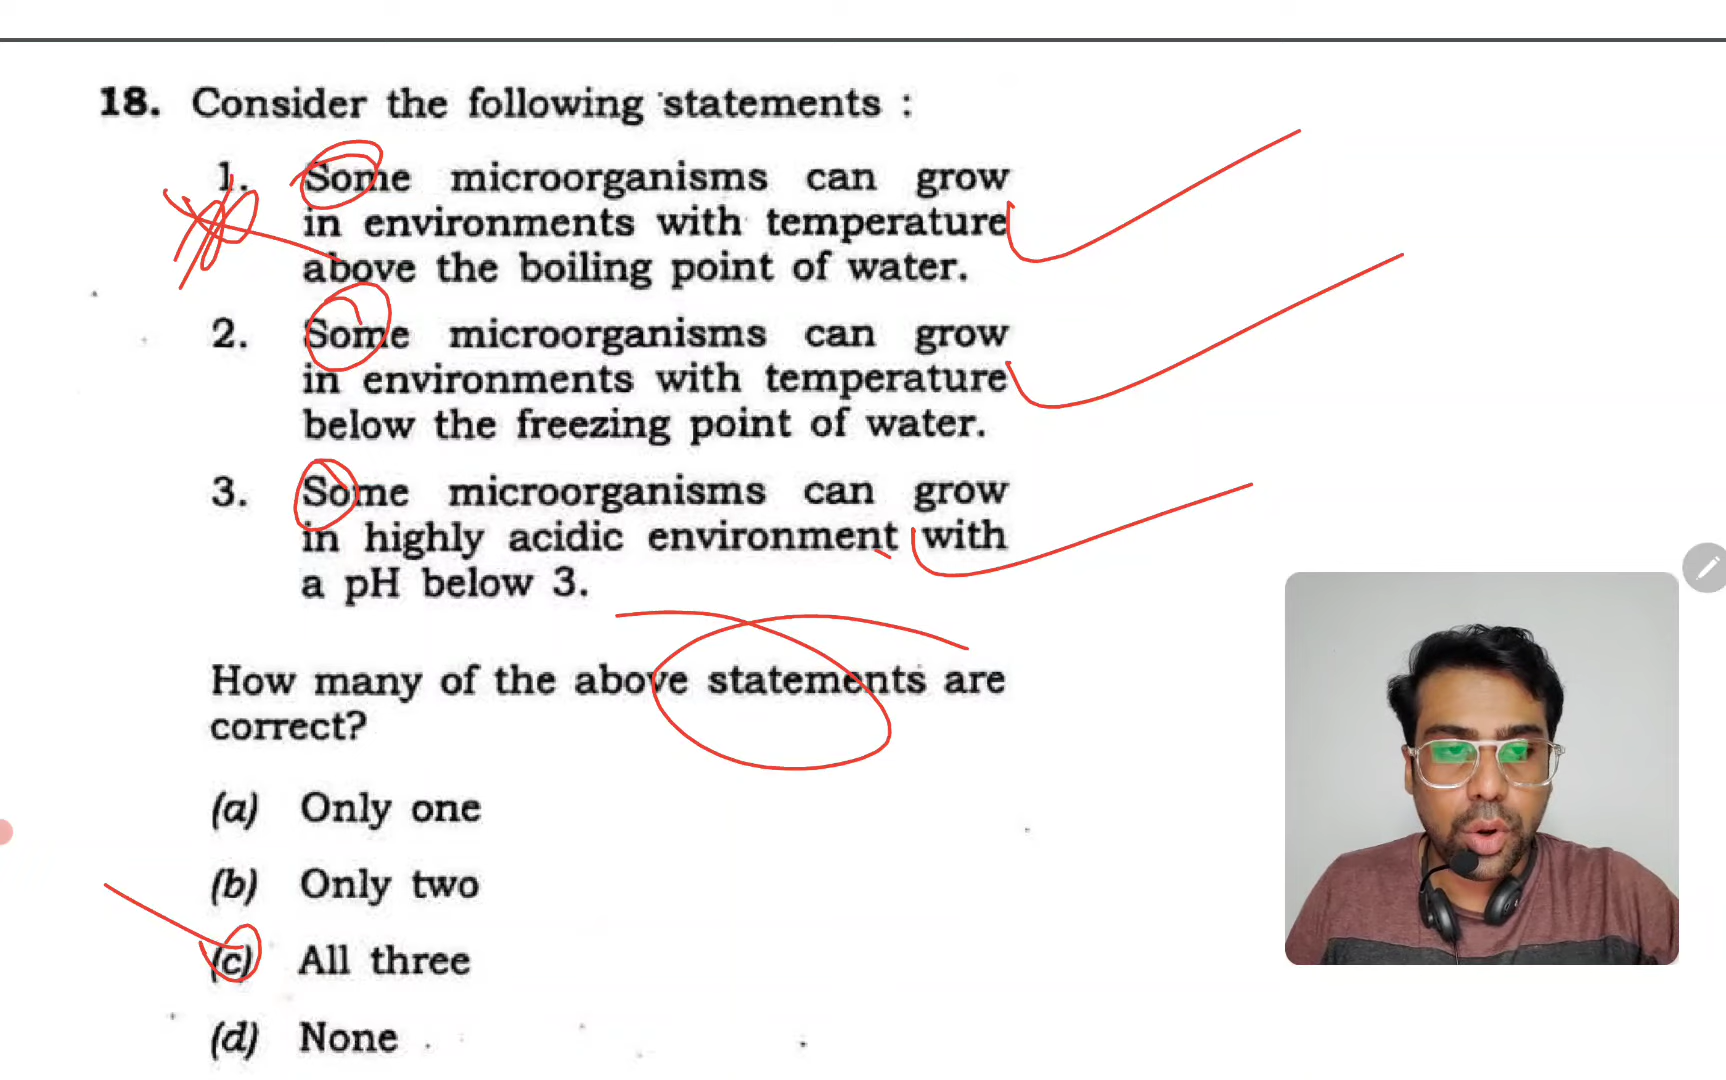 18. Consider the following statements :
1. Some microorganisms can grow
in environments with temperature
above the boiling point of water.
2. Some microorganisms can grow
in environments with temperature
below the freezing point of water.
3. Some microorganisms can grow
in highly acidic environment with
a pH below 3.
How many of the above statements are
correct?
(a) Only one
(b) Only two
(c) All three
(d) None